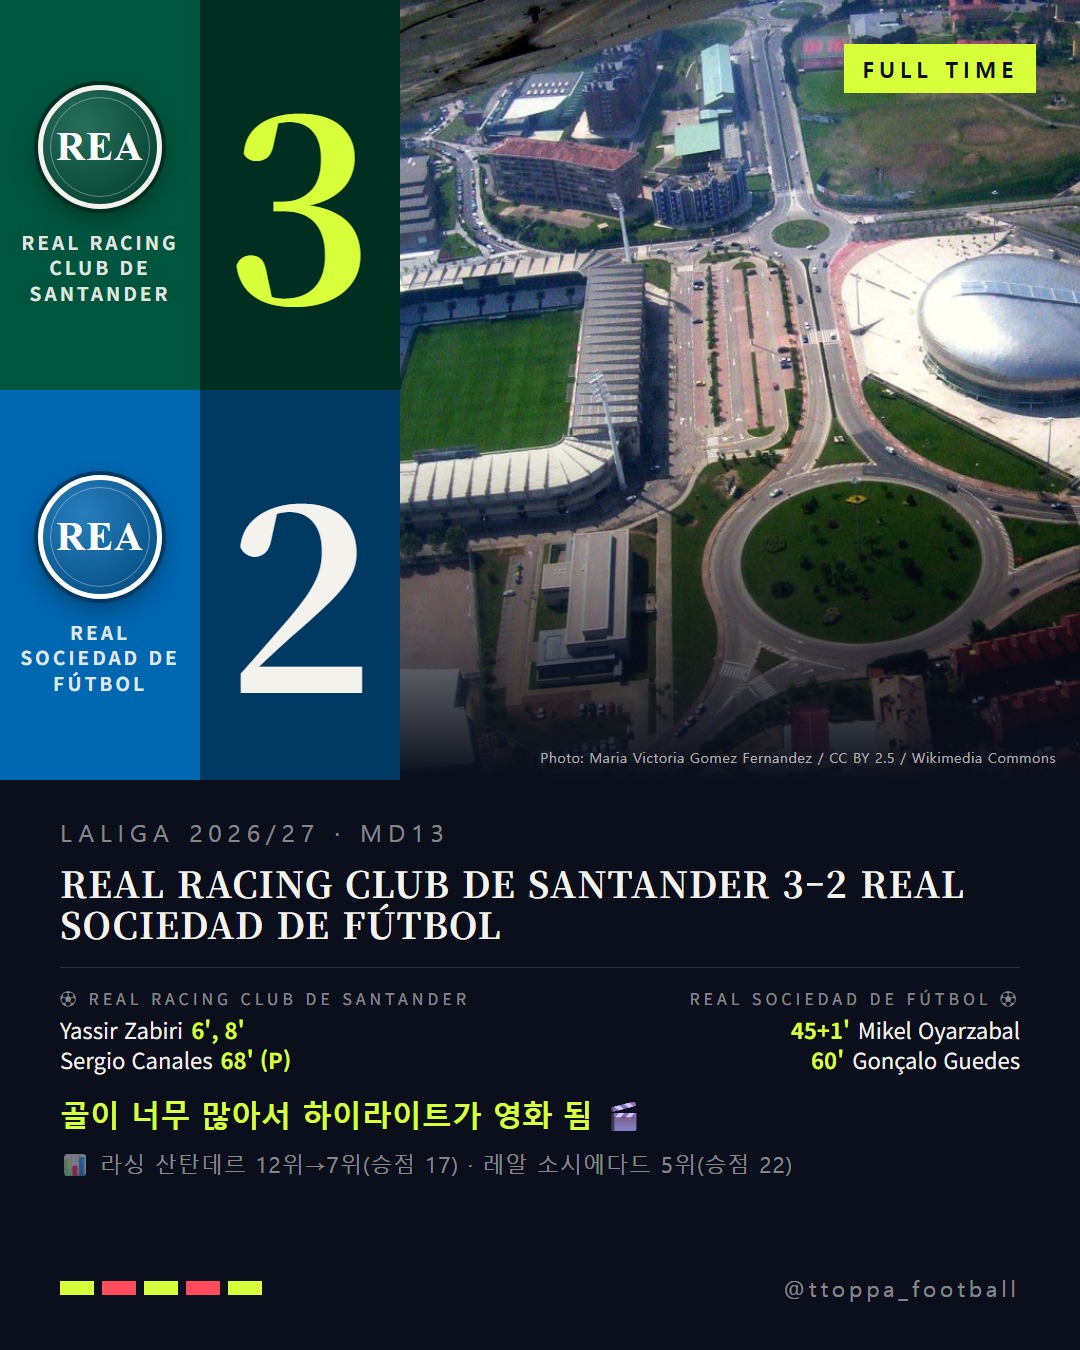 REA
REAL RACING
CLUB DE
SANTANDER
3
REA
REAL
SOCIEDAD DE
FÚTBOL
2
FULL TIME
Photo: Maria Victoria Gomez Fernandez / CC BY 2.5 / Wikimedia Commons
LALIGA 2026/27 · MD13
REAL RACING CLUB DE SANTANDER 3–2 REAL
SOCIEDAD DE FÚTBOL
⚽ REAL RACING CLUB DE SANTANDER
Yassir Zabiri 6', 8'
Sergio Canales 68' (P)
REAL SOCIEDAD DE FÚTBOL ⚽
45+1' Mikel Oyarzabal
60' Gonçalo Guedes
골이 너무 많아서 하이라이트가 영화 됨 🎬
📊 라싱 산탄데르 12위→7위(승점 17) · 레알 소시에다드 5위(승점 22)
@ttoppa_football